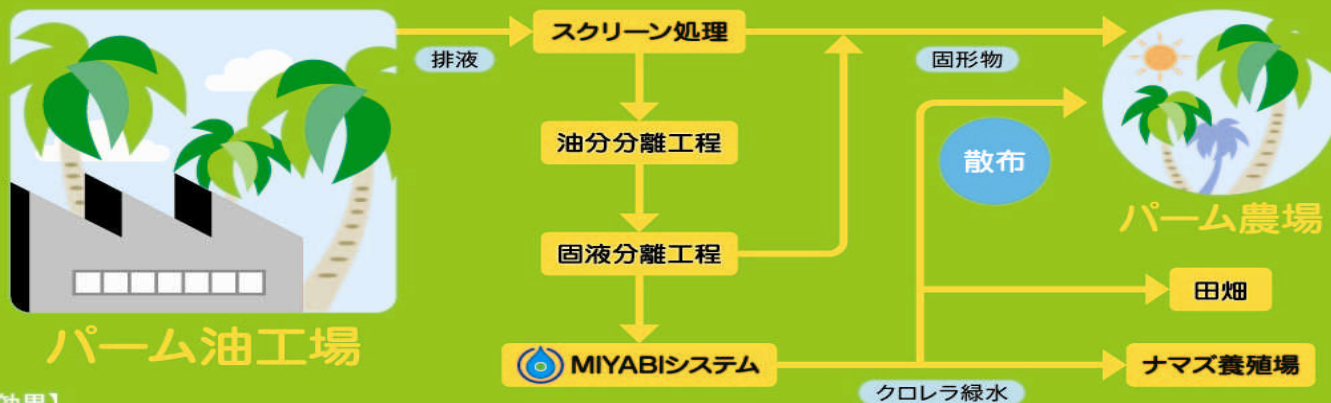 スクリーン処理
排液
固形物
油分分離工程
散布
パーム農場
固液分離工程
田畑
パーム油工場
MIYABIシステム
ナマズ養殖場
クロレラ緑水
効果】